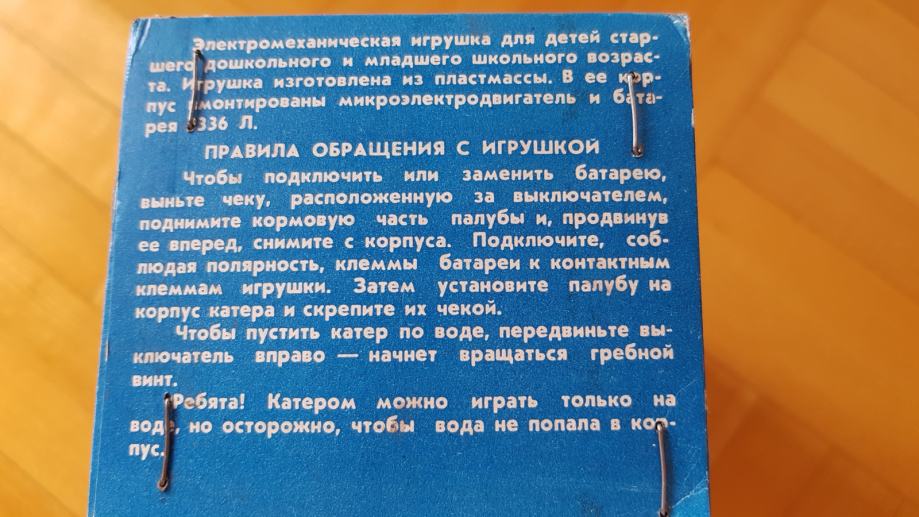 Электромеханическая игрушка для детей стар-
шего дошкольного и младшего школьного возрас-
та. Игрушка изготовлена из пластмассы. В ее кор-
пус вмонтированы микроэлектродвигатель и бата-
рея 3336 Л.
ПРАВИЛА ОБРАЩЕНИЯ С ИГРУШКОЙ
Чтобы подключить или заменить батарею,
выньте чеку, расположенную за выключателем,
поднимите кормовую часть палубы и, продвинув
ее вперед, снимите с корпуса. Подключите, соб-
людая полярность, клеммы батареи к контактным
клеммам игрушки. Затем установите палубу на
корпус катера и скрепите их чекой.
Чтобы пустить катер по воде, передвиньте вы-
ключатель вправо — начнет вращаться гребной
винт.
Ребята! Катером можно играть только на
воде, но осторожно, чтобы вода не попала в кор-
пус.